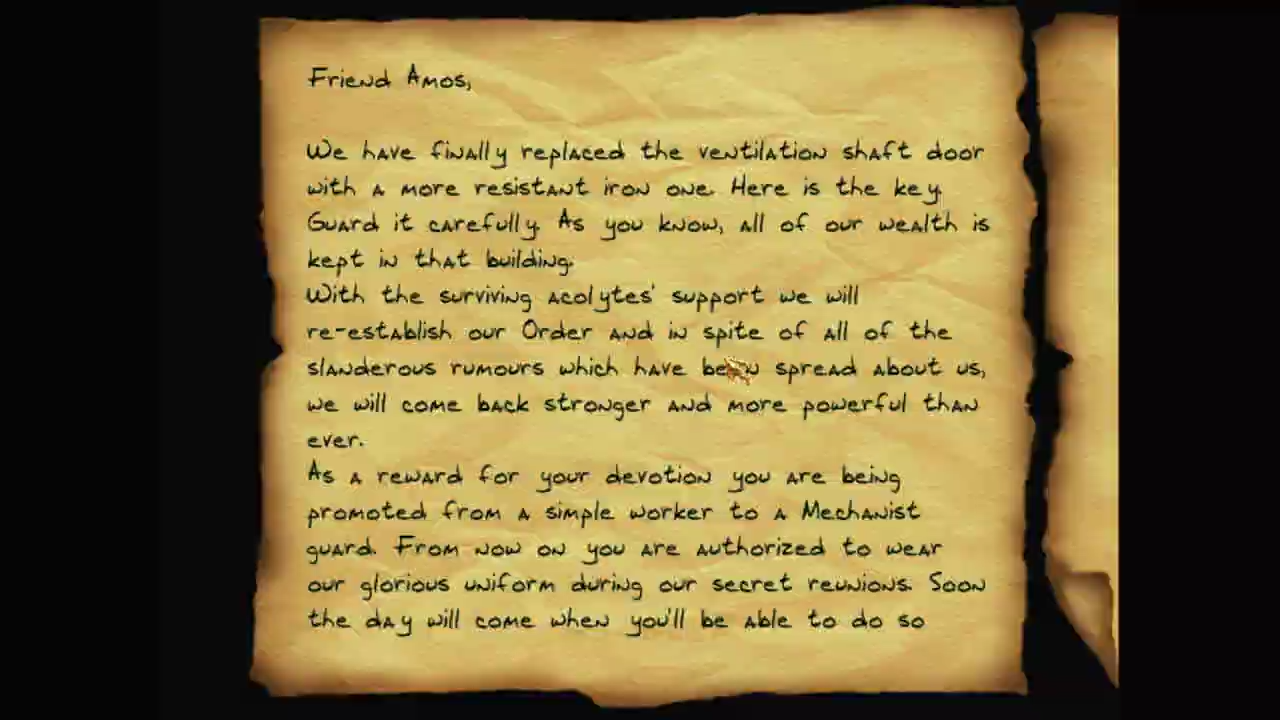 Friend Amos,
We have finally replaced the ventilation shaft door
with a more resistant iron one. Here is the key.
Guard it carefully. As you know, all of our wealth is
kept in that building.
With the surviving acolytes' support we will
re-establish our Order and in spite of all of the
slanderous rumours which have been spread about us,
we will come back stronger and more powerful than
ever.
As a reward for your devotion you are being
promoted from a simple worker to a Mechanist
guard. From now on you are authorized to wear
our glorious uniform during our secret reunions. Soon
the day will come when you'll be able to do so